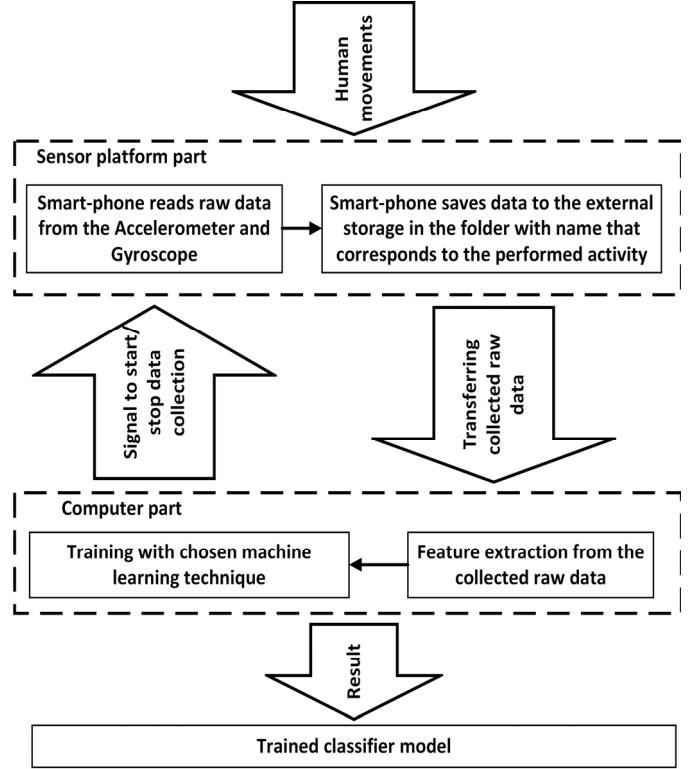 Human
movements
Sensor platform part
Smart-phone reads raw data
from the Accelerometer and
Gyroscope
Smart-phone saves data to the external
storage in the folder with name that
corresponds to the performed activity
Signal to start/
stop data
collection
Transferring
collected raw
data
Computer part
Training with chosen machine
learning technique
Feature extraction from the
collected raw data
Result
Trained classifier model